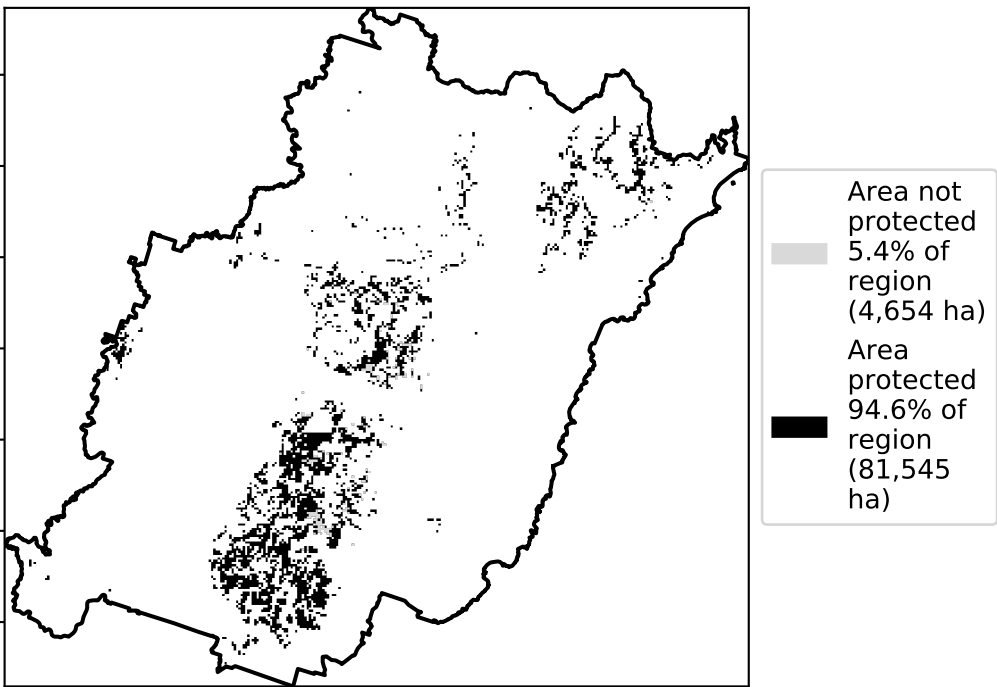 Area not
protected
5.4% of
region
(4,654 ha)
Area
protected
94.6% of
region
(81,545
ha)